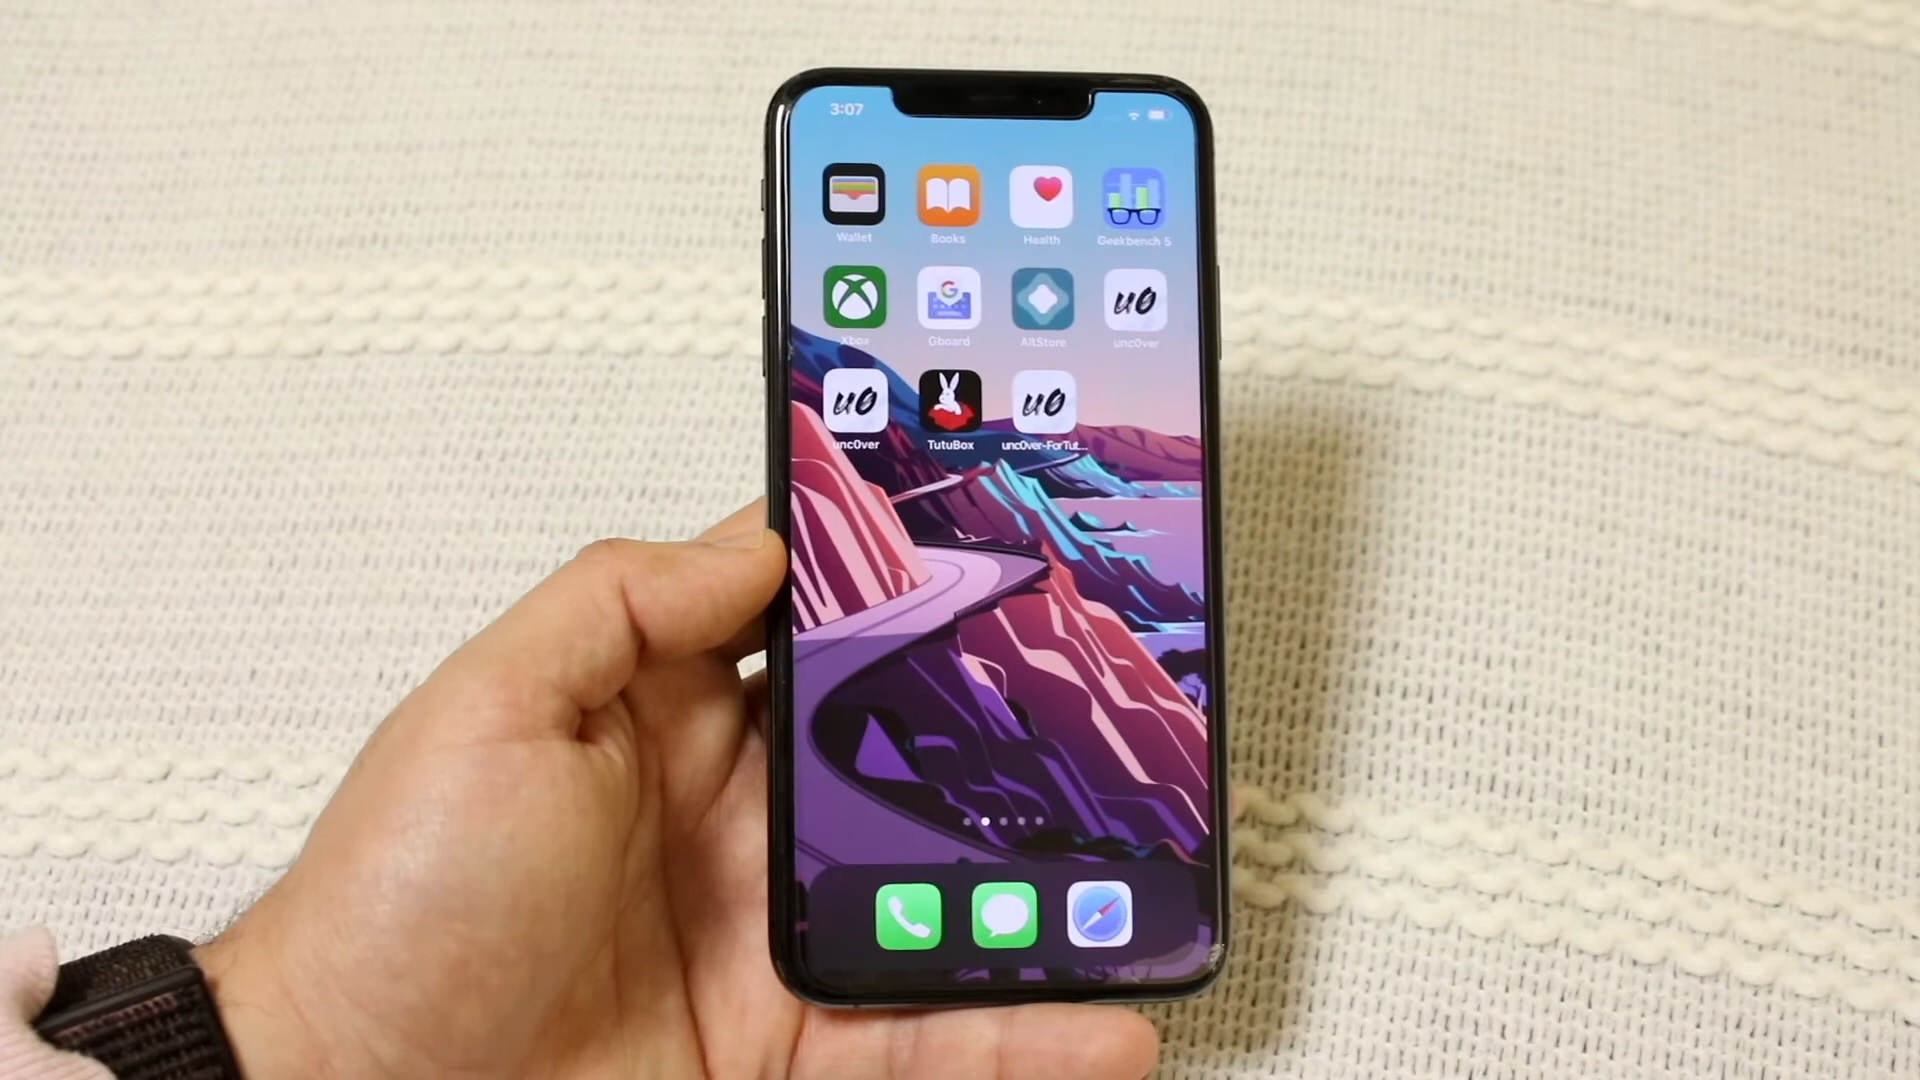 3:07
Wallet Books Health Geekbench 5
G
u0
Xbox Gboard AltStore unc0ver
u0 u0
unc0ver TutuBox unc0ver-ForTut...